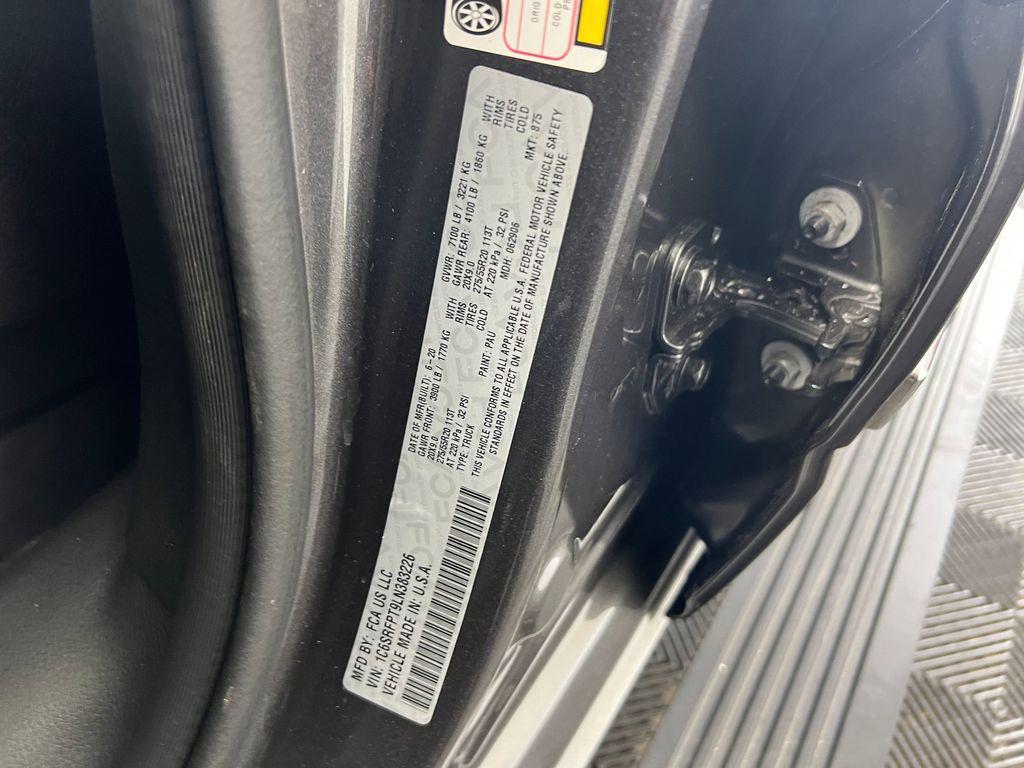 ORIG
COLD
MFD BY: FCA US LLC
VIN: 1C6SRFPT9LN383226
VEHICLE MADE IN: U.S.A.
DATE OF MFR(BUILT): 6-20 GVWR: 7100 LB / 3221 KG
GAWR FRONT: 3900 LB / 1770 KG WITH GAWR REAR: 4100 LB / 1860 KG WITH
20X9.0 RIMS 20X9.0 RIMS
275/55R20 113T TIRES 275/55R20 113T TIRES
AT 220 kPa / 32 PSI COLD AT 220 kPa / 32 PSI COLD
TYPE: TRUCK PAINT: PAU MDH: 062906 MKT: 875
THIS VEHICLE CONFORMS TO ALL APPLICABLE U.S.A. FEDERAL MOTOR VEHICLE SAFETY
STANDARDS IN EFFECT ON THE DATE OF MANUFACTURE SHOWN ABOVE.